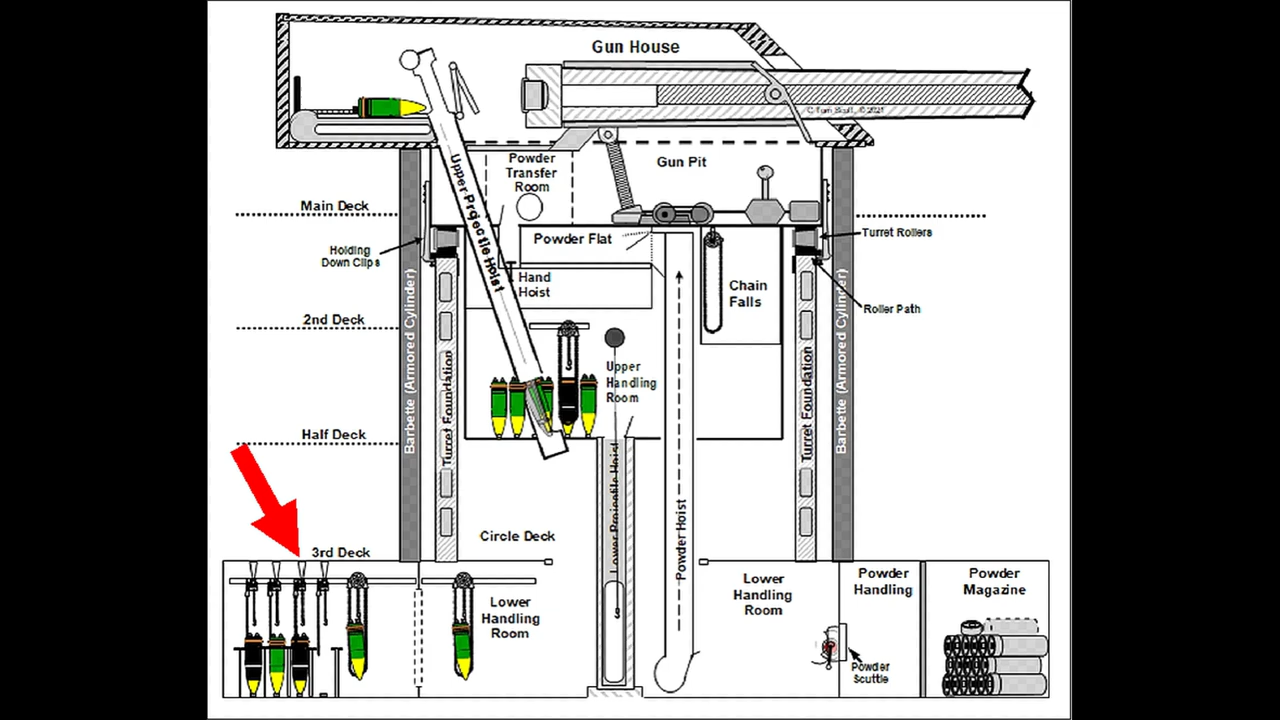 Gun House
C Tom Scott, © 2021
Upper Projectile Hoist
Powder
Transfer
Room
Gun Pit
Main Deck
Turret Rollers
Holding
Down Clips
Powder Flat
Hand
Hoist
Chain
Falls
Roller Path
2nd Deck
Barbette (Armored Cylinder)
Turret Foundation
Upper
Handling
Room
Turret Foundation
Barbette (Armored Cylinder)
Half Deck
Lower Projectile Hoist
Powder Hoist
Circle Deck
3rd Deck
Lower
Handling
Room
Lower
Handling
Room
Powder
Handling
Powder
Magazine
Powder
Scuttle